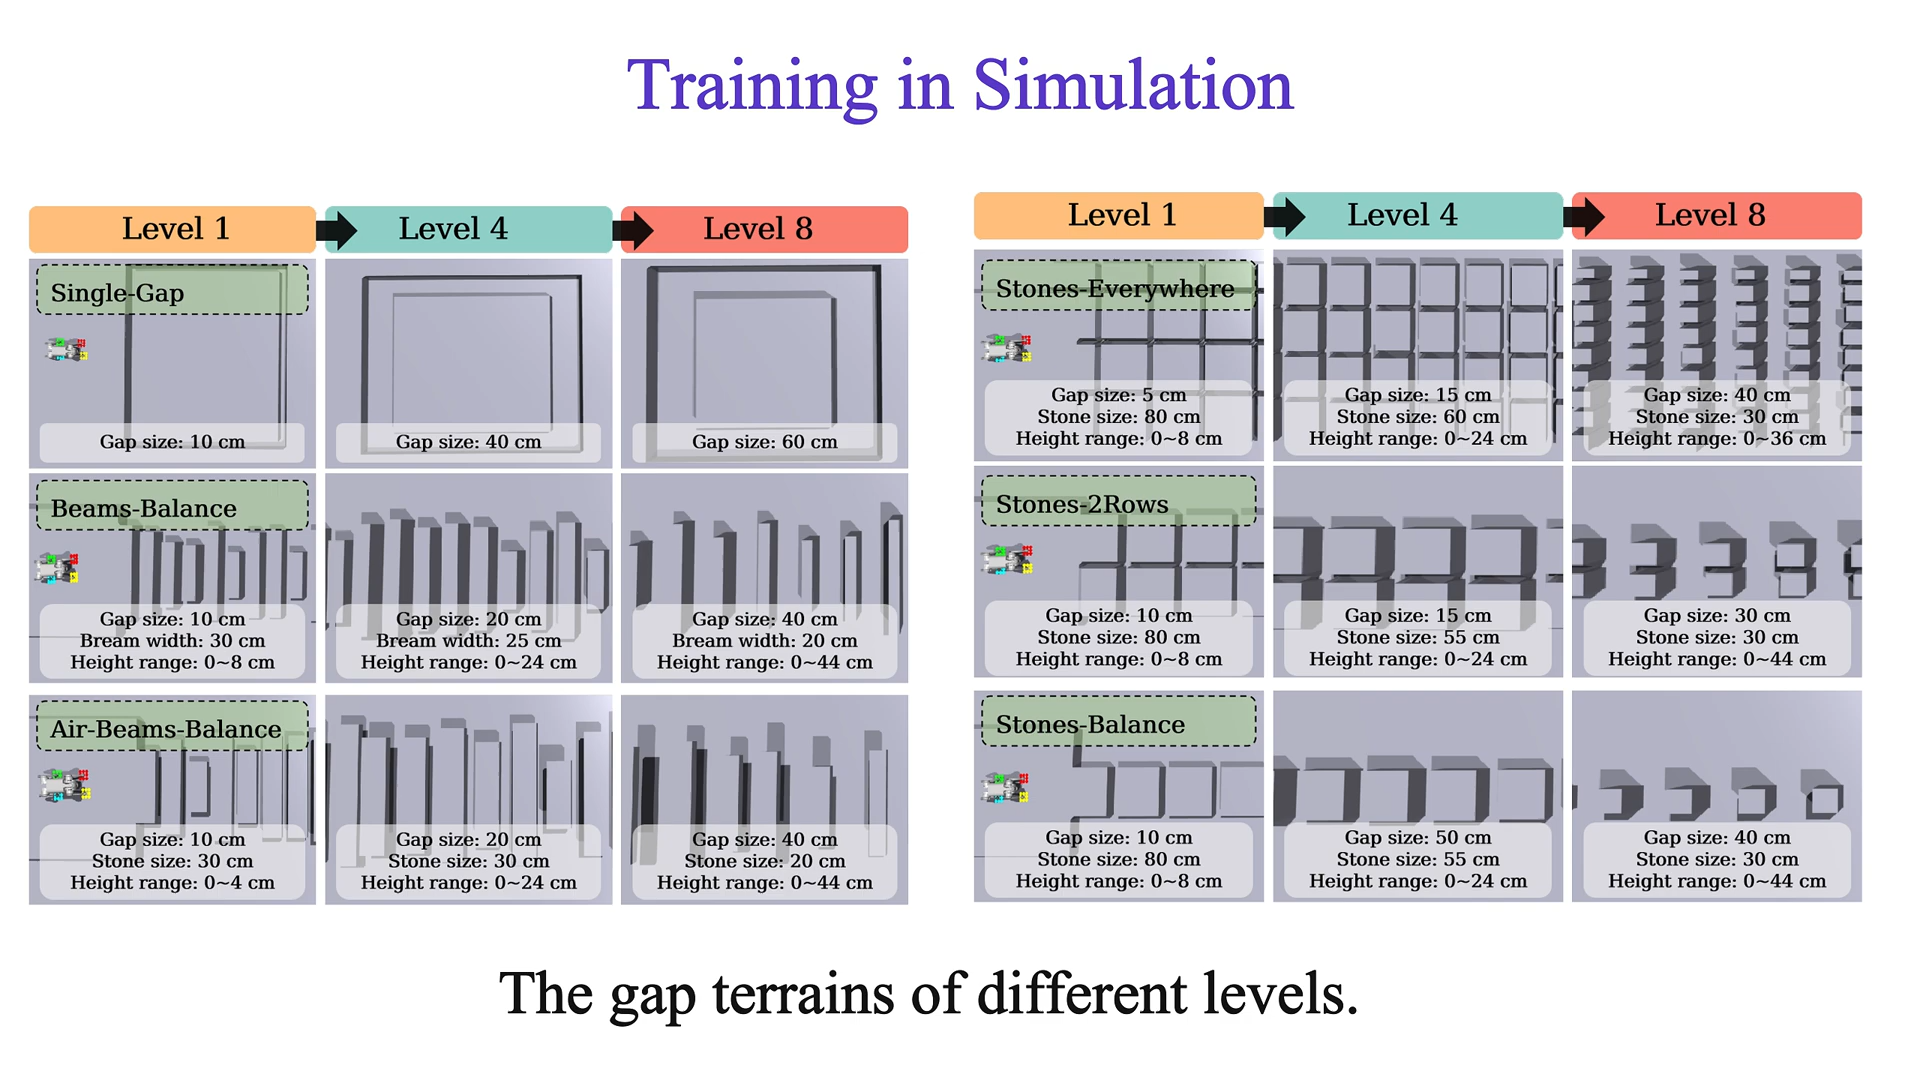 Training in Simulation
Level 1
Level 4
Level 8
Single-Gap
Gap size: 10 cm
Gap size: 40 cm
Gap size: 60 cm
Beams-Balance
Gap size: 10 cm
Bream width: 30 cm
Height range: 0~8 cm
Gap size: 20 cm
Bream width: 25 cm
Height range: 0~24 cm
Gap size: 40 cm
Bream width: 20 cm
Height range: 0~44 cm
Air-Beams-Balance
Gap size: 10 cm
Stone size: 30 cm
Height range: 0~4 cm
Gap size: 20 cm
Stone size: 30 cm
Height range: 0~24 cm
Gap size: 40 cm
Stone size: 20 cm
Height range: 0~44 cm
Level 1
Level 4
Level 8
Stones-Everywhere
Gap size: 5 cm
Stone size: 80 cm
Height range: 0~8 cm
Gap size: 15 cm
Stone size: 60 cm
Height range: 0~24 cm
Gap size: 40 cm
Stone size: 30 cm
Height range: 0~36 cm
Stones-2Rows
Gap size: 10 cm
Stone size: 80 cm
Height range: 0~8 cm
Gap size: 15 cm
Stone size: 55 cm
Height range: 0~24 cm
Gap size: 30 cm
Stone size: 30 cm
Height range: 0~44 cm
Stones-Balance
Gap size: 10 cm
Stone size: 80 cm
Height range: 0~8 cm
Gap size: 50 cm
Stone size: 55 cm
Height range: 0~24 cm
Gap size: 40 cm
Stone size: 30 cm
Height range: 0~44 cm
The gap terrains of different levels.